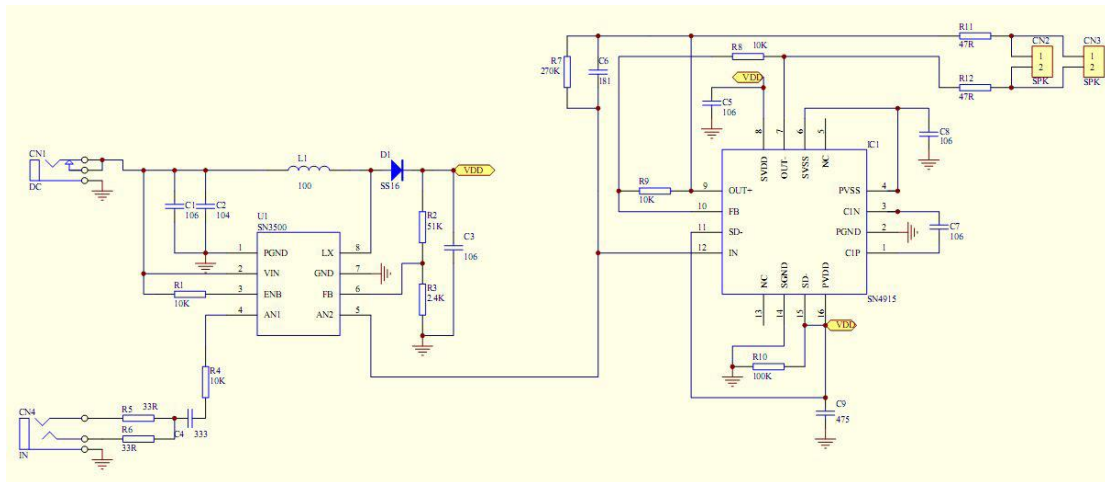 R11
47R
CN2
1
2
SPK
CN3
1
2
SPK
R8 10K
R7
270K
C6
181
VDD
R12
47R
C5
106
8
7
6
5
SVDD
OUT-
SVSS
NC
IC1
C8
106
CN1
DC
L1
100
D1
SS16
VDD
R9
10K
9 OUT+
10 FB
11 SD-
12 IN
PVSS 4
C1N 3
PGND 2
C1P 1
C7
106
C1
106
C2
104
U1
SN3500
R2
51K
C3
106
1 PGND LX 8
2 VIN GND 7
3 ENB FB 6
4 AN1 AN2 5
R1
10K
R3
2.4K
NC
SGND
SD-
PVDD
13
14
15
16
SN4915
VDD
R4
10K
R10
100K
C9
475
CN4
IN
R5 33R
R6
33R
C4 333